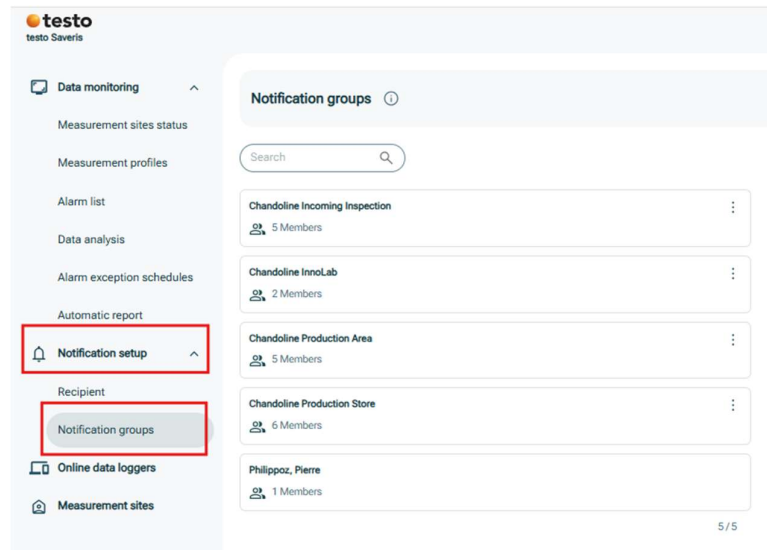 testo
testo Saveris
Data monitoring
Measurement sites status
Measurement profiles
Alarm list
Data analysis
Alarm exception schedules
Automatic report
Notification setup
Recipient
Notification groups
Online data loggers
Measurement sites
Notification groups
Search
Chandoline Incoming Inspection
5 Members
Chandoline InnoLab
2 Members
Chandoline Production Area
5 Members
Chandoline Production Store
6 Members
Philippoz, Pierre
1 Members
5/5